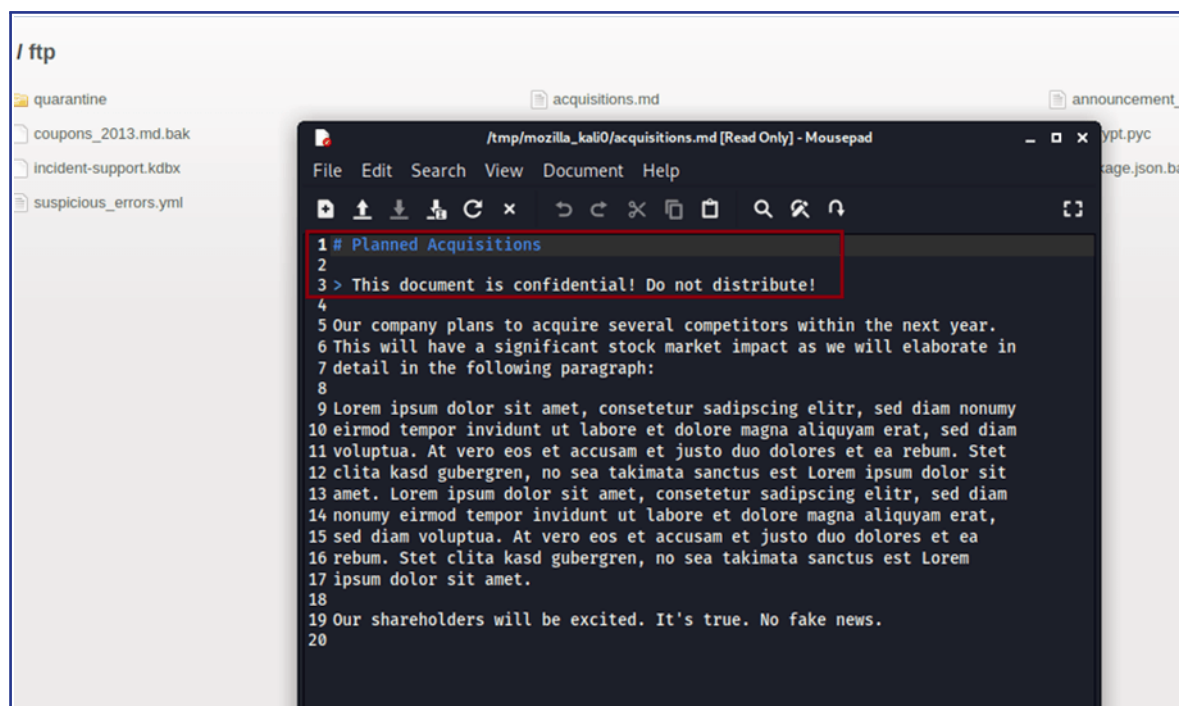 / ftp
quarantine
acquisitions.md
announcement_
coupons_2013.md.bak
ypt.pyc
incident-support.kdbx
kage.json.ba
suspicious_errors.yml
/tmp/mozilla_kali0/acquisitions.md [Read Only] - Mousepad
File Edit Search View Document Help
1 # Planned Acquisitions
2
3 > This document is confidential! Do not distribute!
4
5 Our company plans to acquire several competitors within the next year.
6 This will have a significant stock market impact as we will elaborate in
7 detail in the following paragraph:
8
9 Lorem ipsum dolor sit amet, consetetur sadipscing elitr, sed diam nonumy
10 eirmod tempor invidunt ut labore et dolore magna aliquyam erat, sed diam
11 voluptua. At vero eos et accusam et justo duo dolores et ea rebum. Stet
12 clita kasd gubergren, no sea takimata sanctus est Lorem ipsum dolor sit
13 amet. Lorem ipsum dolor sit amet, consetetur sadipscing elitr, sed diam
14 nonumy eirmod tempor invidunt ut labore et dolore magna aliquyam erat,
15 sed diam voluptua. At vero eos et accusam et justo duo dolores et ea
16 rebum. Stet clita kasd gubergren, no sea takimata sanctus est Lorem
17 ipsum dolor sit amet.
18
19 Our shareholders will be excited. It's true. No fake news.
20